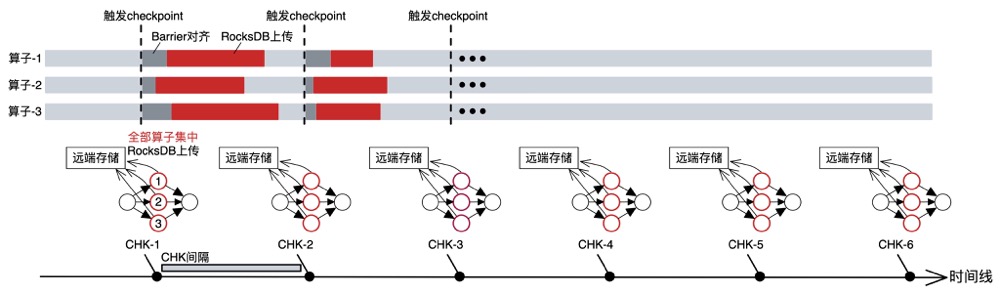 触发checkpoint 触发checkpoint 触发checkpoint
Barrier对齐 RocksDB上传
算子-1
算子-2
算子-3
全部算子集中
RocksDB上传
远端存储 远端存储 远端存储 远端存储 远端存储 远端存储
1
2
3
CHK-1 CHK-2 CHK-3 CHK-4 CHK-5 CHK-6
CHK间隔
时间线